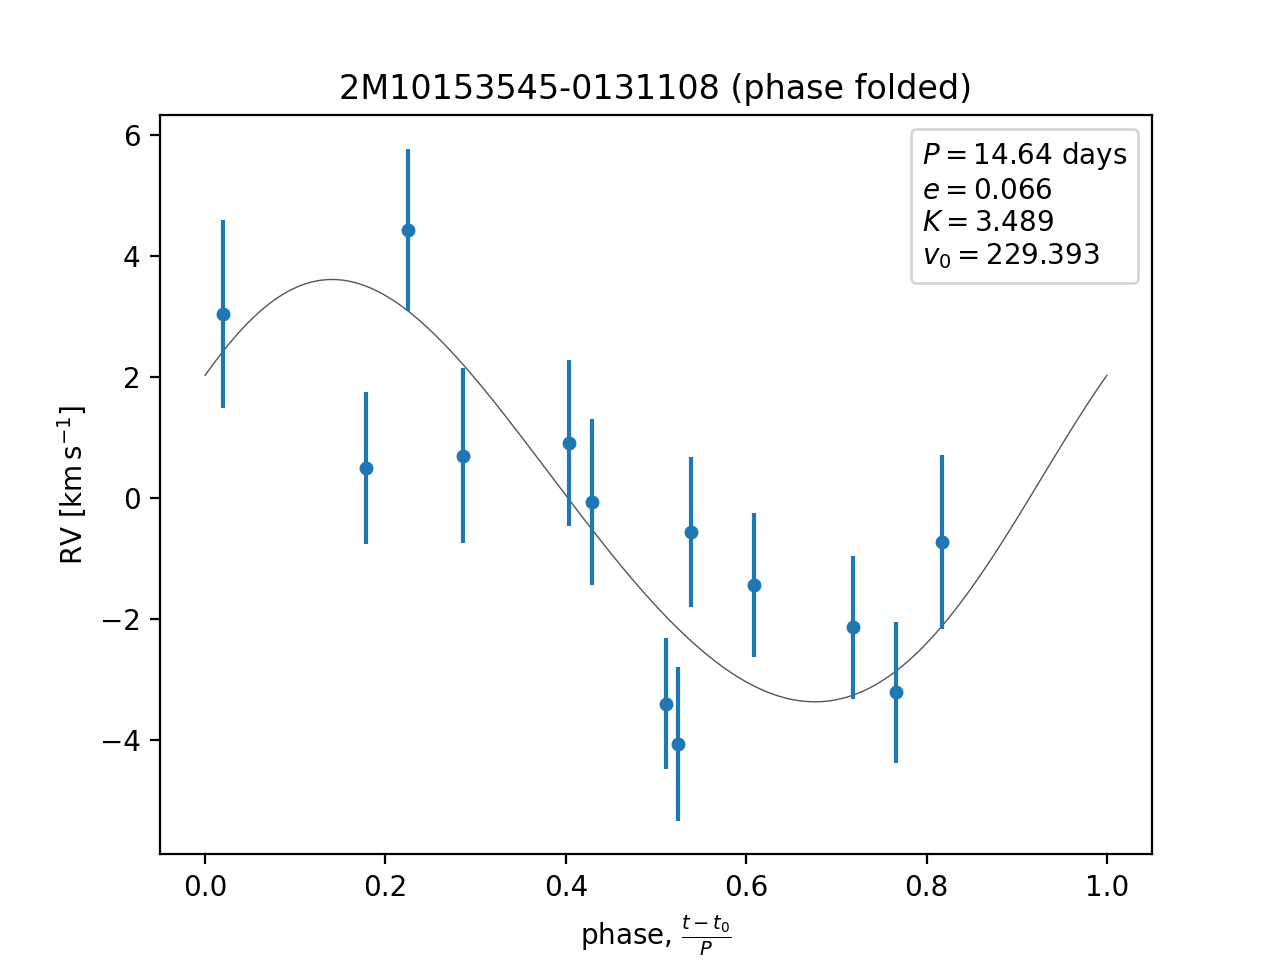 2M10153545-0131108 (phase folded)
P = 14.64 days
e = 0.066
K = 3.489
v₀ = 229.393
RV [km s⁻¹]
6
4
2
0
−2
−4
0.0 0.2 0.4 0.6 0.8 1.0
phase, (t − t₀)/P